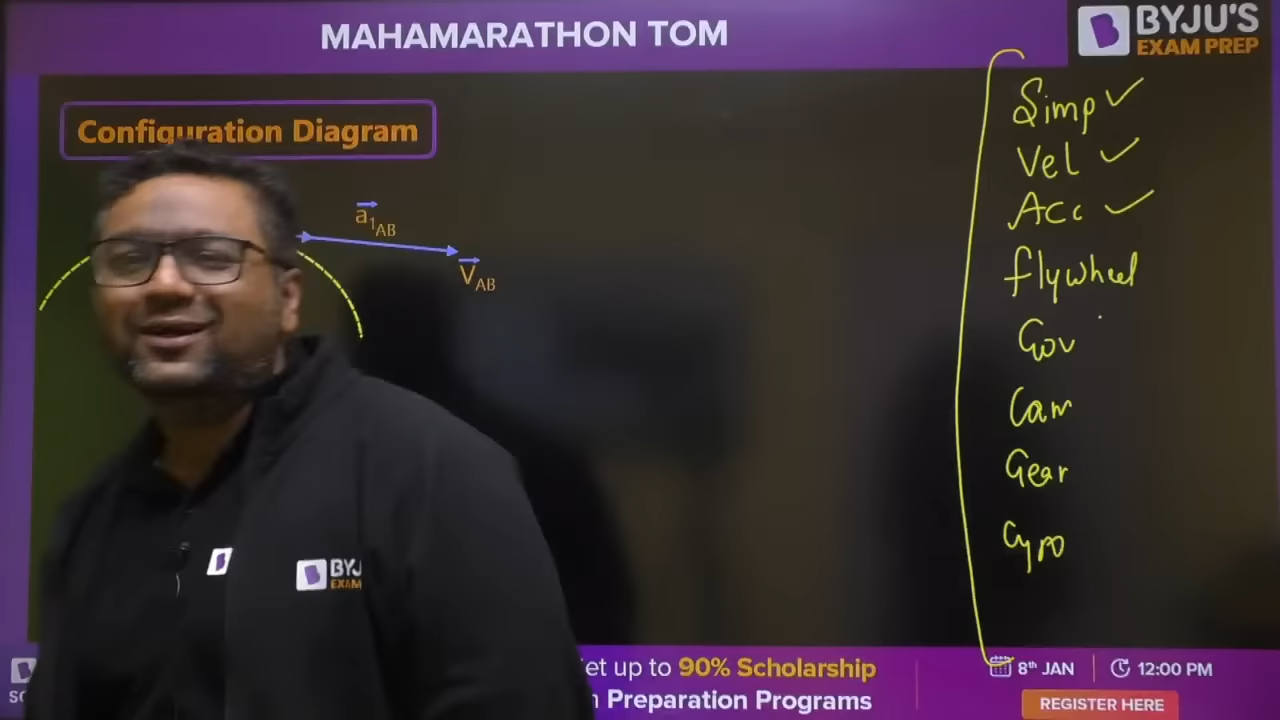 MAHAMARATHON TOM
BYJU'S
EXAM PREP
Configuration Diagram
a1AB
VAB
Simp ✓
Vel ✓
Acc ✓
flywheel
Gov
Cam
Gear
Gyro
BYJ
EXAM
et up to 90% Scholarship
Preparation Programs
8th JAN
12:00 PM
REGISTER HERE